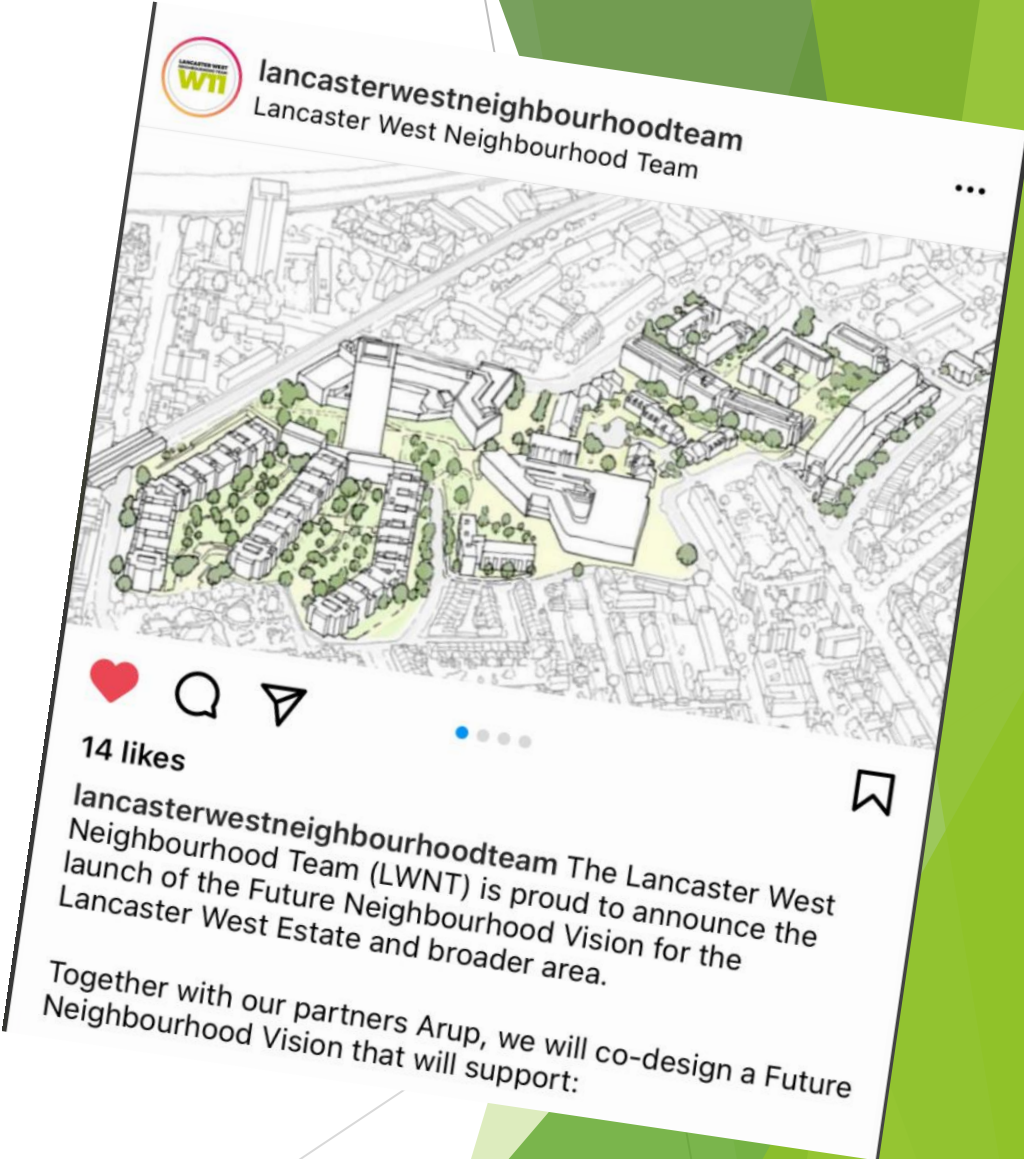 LANCASTER WEST
NEIGHBOURHOOD TEAM
W11
lancasterwestneighbourhoodteam
Lancaster West Neighbourhood Team
14 likes
lancasterwestneighbourhoodteam The Lancaster West
Neighbourhood Team (LWNT) is proud to announce the
launch of the Future Neighbourhood Vision for the
Lancaster West Estate and broader area.
Together with our partners Arup, we will co-design a Future
Neighbourhood Vision that will support: